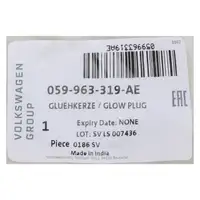 059963319AE
059-963-319-AE
GLUEHKERZE / GLOW PLUG
EAC
VOLKSWAGEN
GROUP
Expiry Date: NONE
LOT: SV LS 007436
1
Piece 0186 SV
Made in India